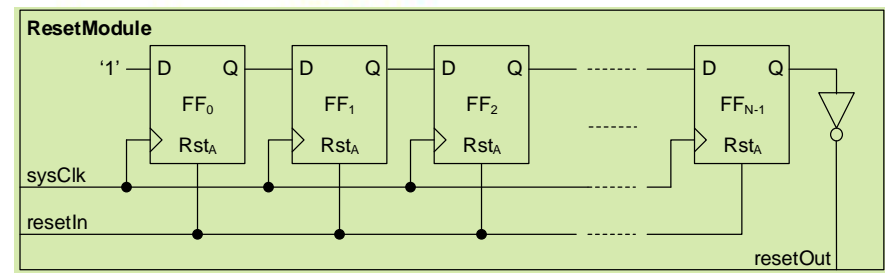 ResetModule
‘1’ D Q D Q D Q D Q
FF₀ FF₁ FF₂ FFN-1
RstA RstA RstA RstA
sysClk
resetIn
resetOut